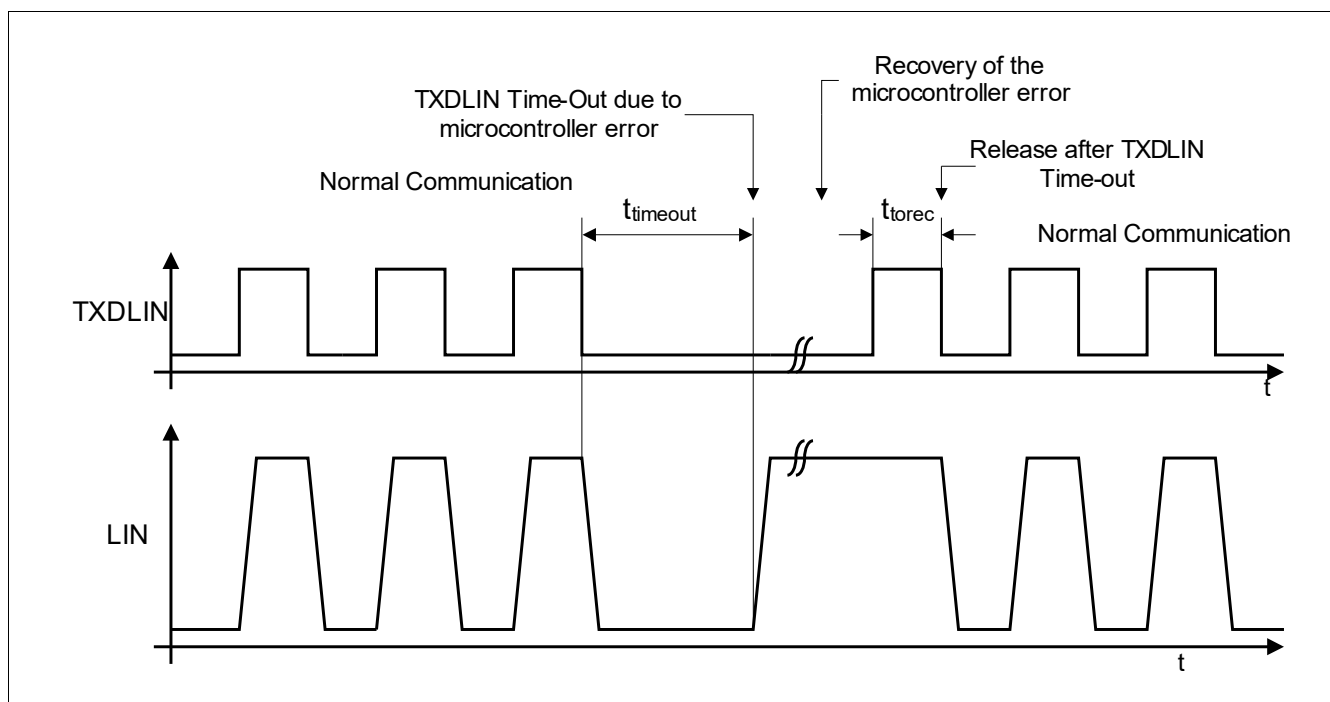 Recovery of the
microcontroller error
TXDLIN Time-Out due to
microcontroller error
Release after TXDLIN
Time-out
Normal Communication
ttimeout
ttorec
Normal Communication
TXDLIN
t
LIN
t